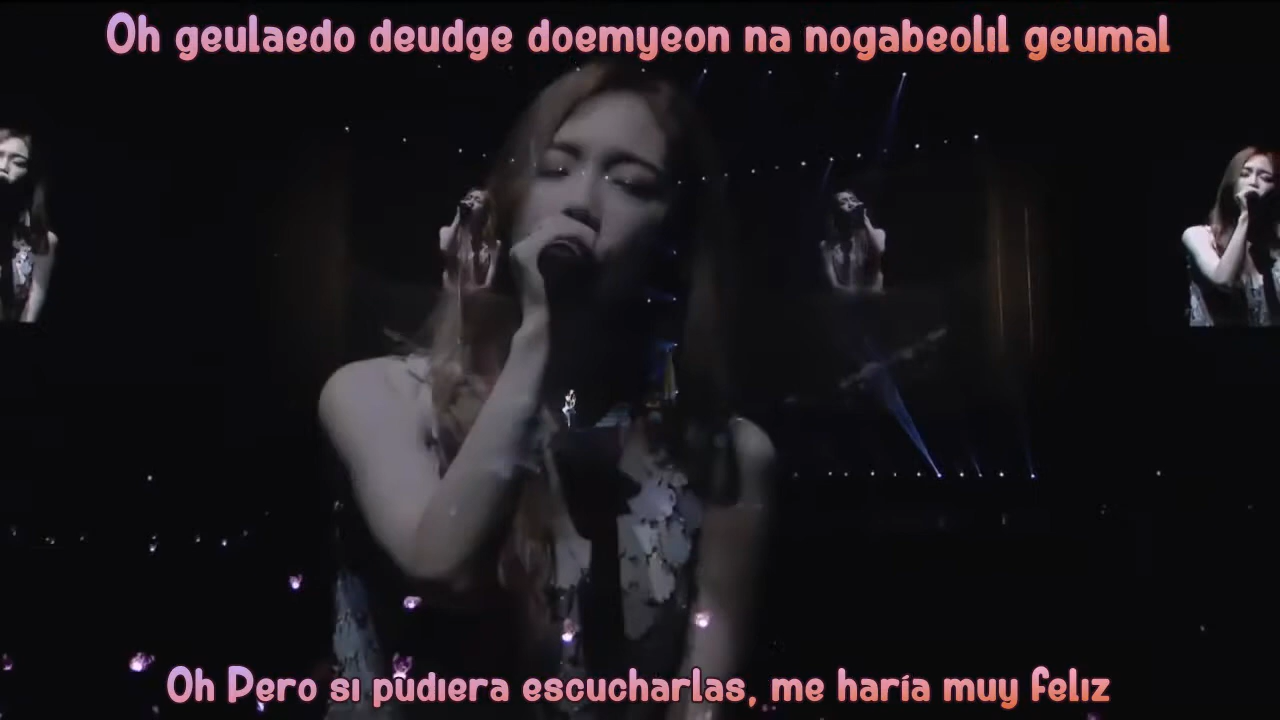 Oh geulaedo deudge doemyeon na nogabeolil geumal
Oh Pero si pudiera escucharlas, me haría muy feliz